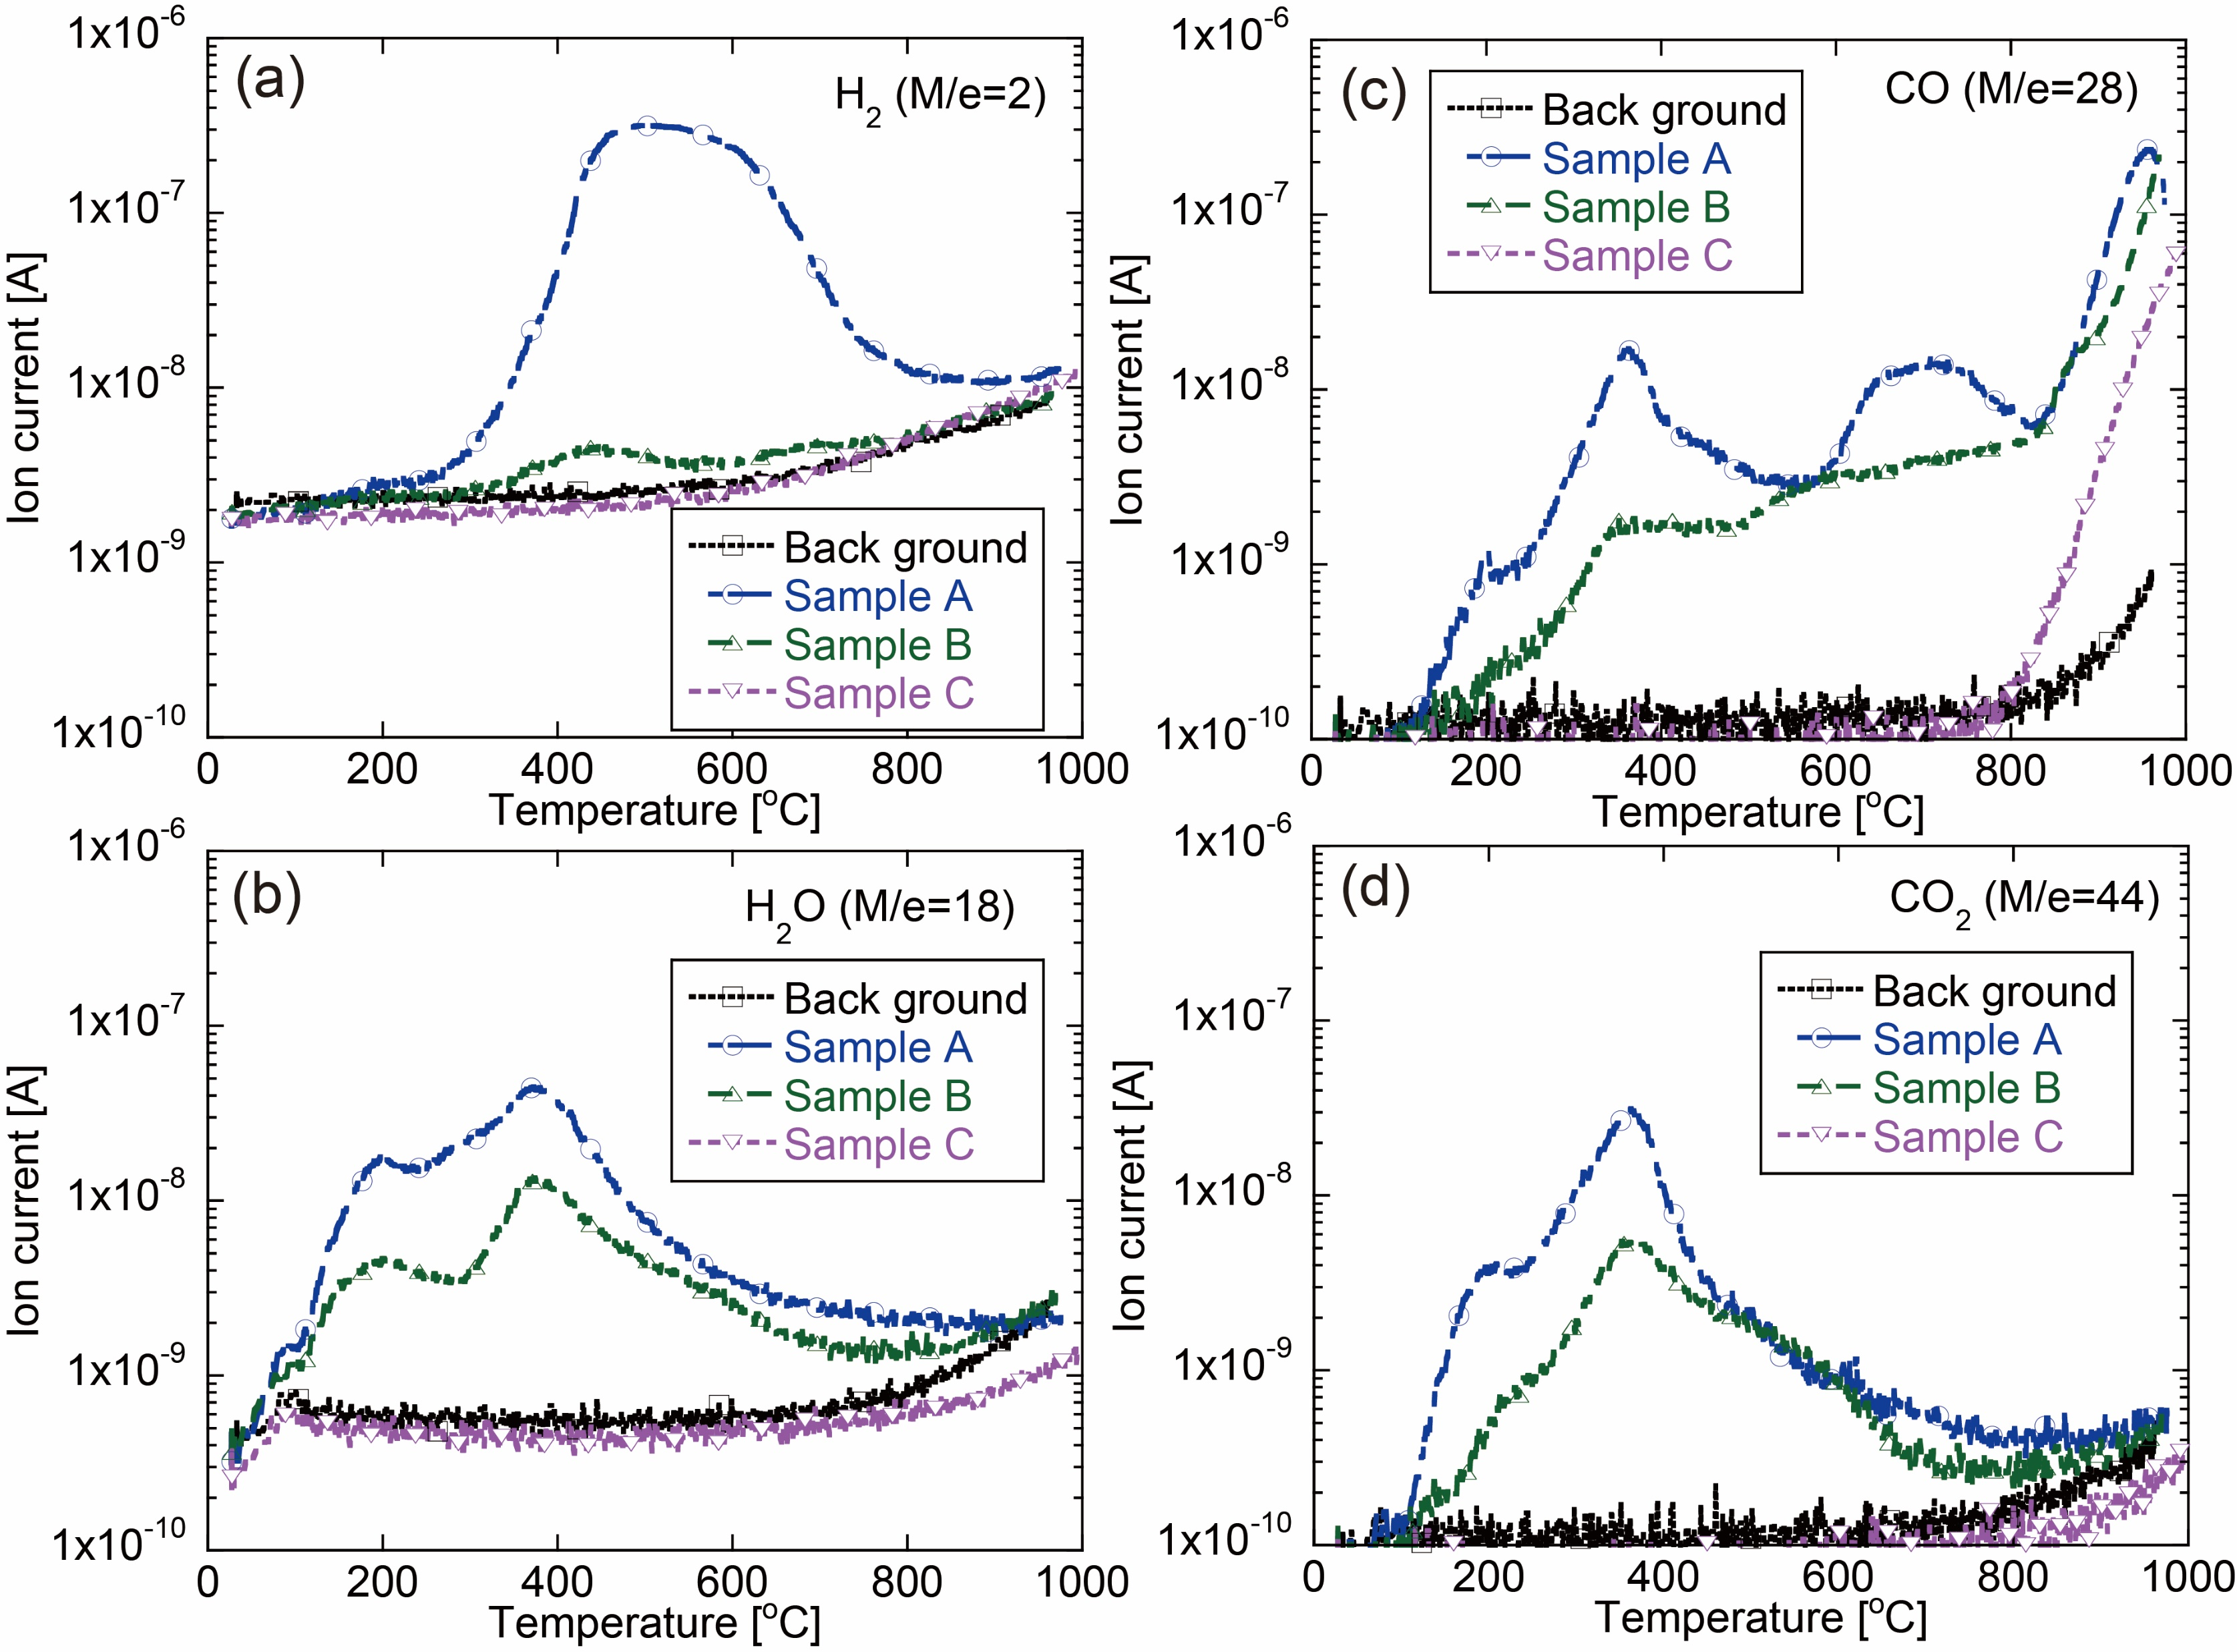 (a)
H2 (M/e=2)
1x10-6
1x10-7
1x10-8
1x10-9
1x10-10
Ion current [A]
Back ground
Sample A
Sample B
Sample C
0 200 400 600 800 1000
Temperature [oC]
(c)
CO (M/e=28)
1x10-6
1x10-7
1x10-8
1x10-9
1x10-10
Ion current [A]
Back ground
Sample A
Sample B
Sample C
0 200 400 600 800 1000
Temperature [oC]
(b)
H2O (M/e=18)
1x10-6
1x10-7
1x10-8
1x10-9
1x10-10
Ion current [A]
Back ground
Sample A
Sample B
Sample C
0 200 400 600 800 1000
Temperature [oC]
(d)
CO2 (M/e=44)
1x10-6
1x10-7
1x10-8
1x10-9
1x10-10
Ion current [A]
Back ground
Sample A
Sample B
Sample C
0 200 400 600 800 1000
Temperature [oC]